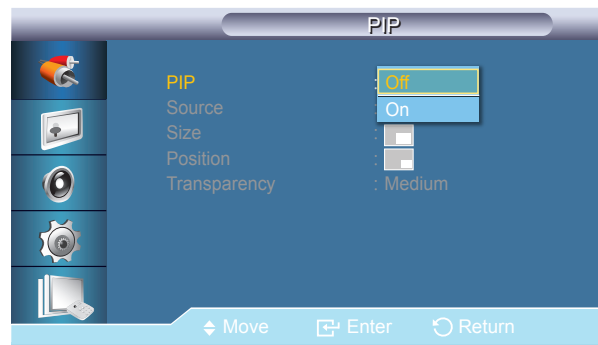 PIP
PIP : Off
Source : On
Size :
Position :
Transparency : Medium
Move Enter Return